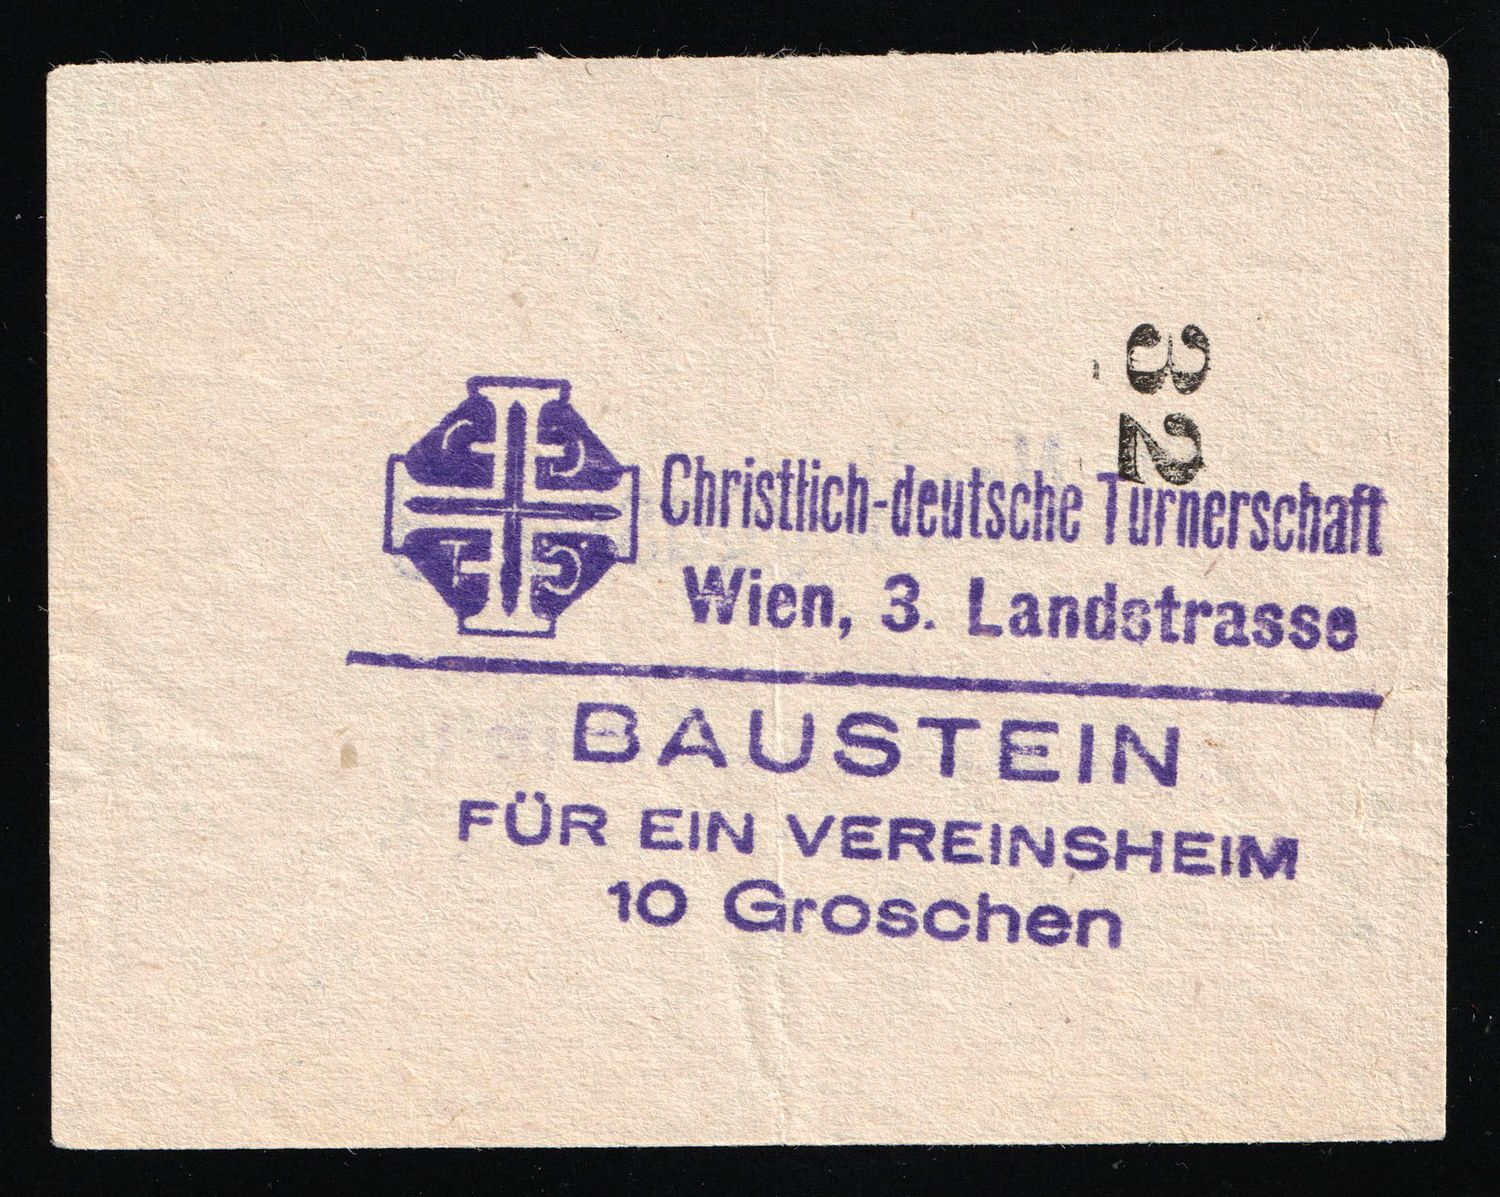 32
Christlich-deutsche Turnerschaft
Wien, 3. Landstrasse
BAUSTEIN
FÜR EIN VEREINSHEIM
10 Groschen